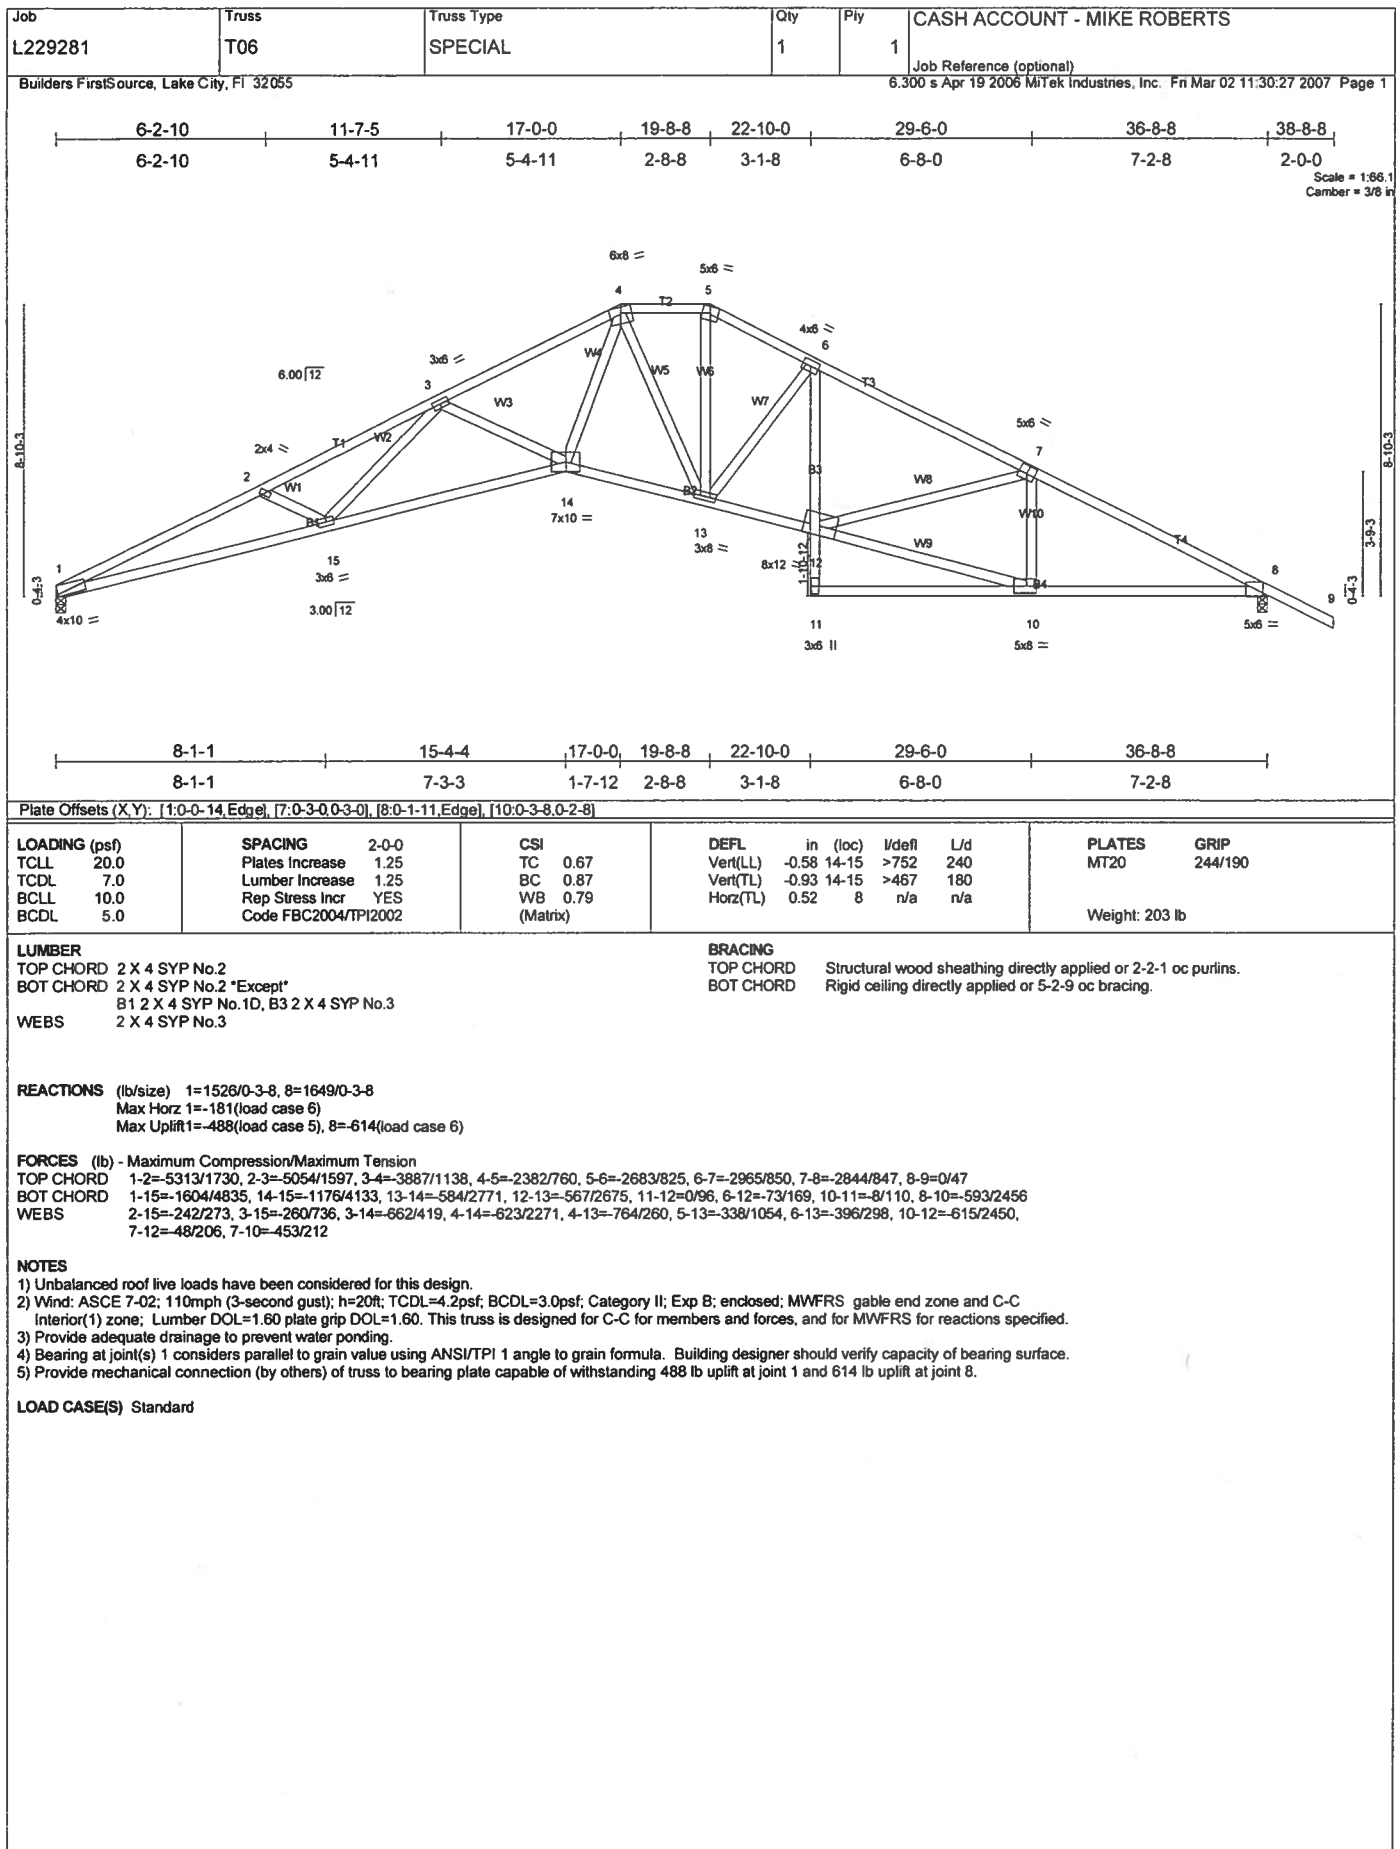 Job Truss Truss Type Qty Ply CASH ACCOUNT - MIKE ROBERTS
L229281 T06 SPECIAL 1 1
Job Reference (optional)
Builders FirstSource, Lake City, Fl 32055 6.300 s Apr 19 2006 MiTek Industries, Inc. Fri Mar 02 11:30:27 2007 Page 1
6-2-10 11-7-5 17-0-0 19-8-8 22-10-0 29-6-0 36-8-8 38-8-8
6-2-10 5-4-11 5-4-11 2-8-8 3-1-8 6-8-0 7-2-8 2-0-0
Scale = 1:66.1
Camber = 3/8 in
6x8 =
5x6 =
4 T2 5
4x6 =
6
3x6 =
W4 W5 W6
6.00 12
T3
3
W3 W7
5x6 =
2x4 =
T1 W2
7
8-10-3
8-10-3
2 W1
B3 W8
B2
14
7x10 =
W10
B1
13
3x8 =
W9
T4
3-9-3
15
3x6 =
8x12 = 12
1-10-12
1
8
B4
9
0-4-3
0-4-3
4x10 =
3.00 12
11
3x6 II
10
5x8 =
5x6 =
8-1-1 15-4-4 17-0-0 19-8-8 22-10-0 29-6-0 36-8-8
8-1-1 7-3-3 1-7-12 2-8-8 3-1-8 6-8-0 7-2-8
Plate Offsets (X,Y): [1:0-0-14,Edge], [7:0-3-0,0-3-0], [8:0-1-11,Edge], [10:0-3-8,0-2-8]
LOADING (psf) SPACING 2-0-0 CSI DEFL in (loc) l/defl L/d PLATES GRIP
TCLL 20.0 Plates Increase 1.25 TC 0.67 Vert(LL) -0.58 14-15 >752 240 MT20 244/190
TCDL 7.0 Lumber Increase 1.25 BC 0.87 Vert(TL) -0.93 14-15 >467 180
BCLL 10.0 Rep Stress Incr YES WB 0.79 Horz(TL) 0.52 8 n/a n/a
BCDL 5.0 Code FBC2004/TPI2002 (Matrix) Weight: 203 lb
LUMBER BRACING
TOP CHORD 2 X 4 SYP No.2 TOP CHORD Structural wood sheathing directly applied or 2-2-1 oc purlins.
BOT CHORD 2 X 4 SYP No.2 *Except* BOT CHORD Rigid ceiling directly applied or 5-2-9 oc bracing.
B1 2 X 4 SYP No.1D, B3 2 X 4 SYP No.3
WEBS 2 X 4 SYP No.3
REACTIONS (lb/size) 1=1526/0-3-8, 8=1649/0-3-8
Max Horz 1=-181(load case 6)
Max Uplift1=-488(load case 5), 8=-614(load case 6)
FORCES (lb) - Maximum Compression/Maximum Tension
TOP CHORD 1-2=-5313/1730, 2-3=-5054/1597, 3-4=-3887/1138, 4-5=-2382/760, 5-6=-2683/825, 6-7=-2965/850, 7-8=-2844/847, 8-9=0/47
BOT CHORD 1-15=-1604/4835, 14-15=-1176/4133, 13-14=-584/2771, 12-13=-567/2675, 11-12=0/96, 6-12=-73/169, 10-11=-8/110, 8-10=-593/2456
WEBS 2-15=-242/273, 3-15=-260/736, 3-14=-662/419, 4-14=-623/2271, 4-13=-764/260, 5-13=-338/1054, 6-13=-396/298, 10-12=-615/2450,
7-12=-48/206, 7-10=-453/212
NOTES
1) Unbalanced roof live loads have been considered for this design.
2) Wind: ASCE 7-02; 110mph (3-second gust); h=20ft; TCDL=4.2psf; BCDL=3.0psf; Category II; Exp B; enclosed; MWFRS gable end zone and C-C
Interior(1) zone; Lumber DOL=1.60 plate grip DOL=1.60. This truss is designed for C-C for members and forces, and for MWFRS for reactions specified.
3) Provide adequate drainage to prevent water ponding.
4) Bearing at joint(s) 1 considers parallel to grain value using ANSI/TPI 1 angle to grain formula. Building designer should verify capacity of bearing surface.
5) Provide mechanical connection (by others) of truss to bearing plate capable of withstanding 488 lb uplift at joint 1 and 614 lb uplift at joint 8.
LOAD CASE(S) Standard